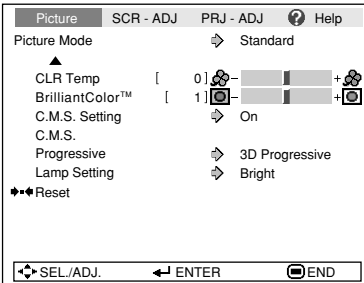 Picture SCR - ADJ PRJ - ADJ Help
Picture Mode Standard
CLR Temp [ 0] - +
BrilliantColor™ [ 1] - +
C.M.S. Setting On
C.M.S.
Progressive 3D Progressive
Lamp Setting Bright
Reset
SEL./ADJ. ENTER END